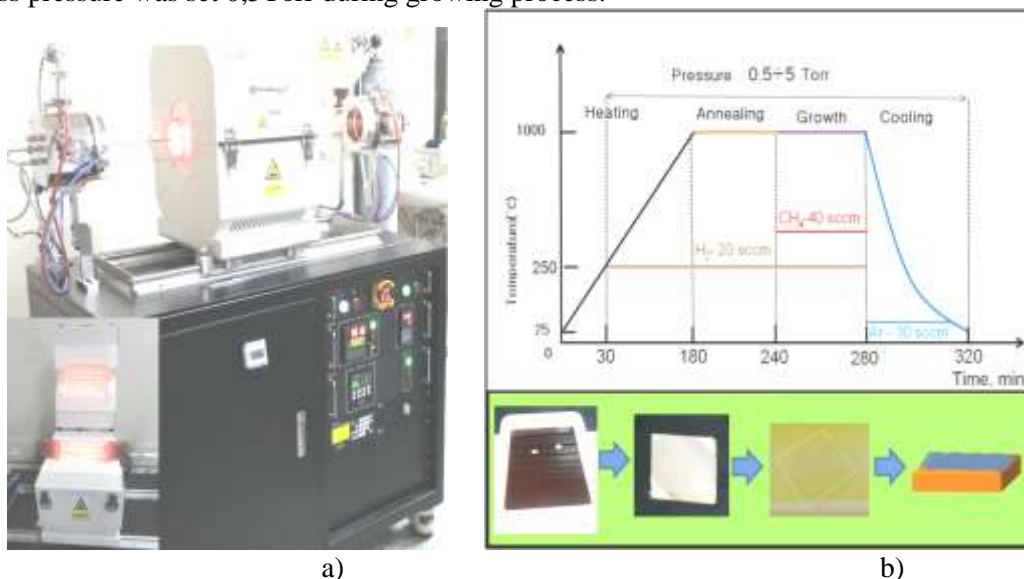 ss pressure was set 0,5 Torr during growing process.
Pressure 0.5÷5 Torr
Heating Annealing Growth Cooling
1000
CH₄-40 sccm
H₂- 20 sccm
250
Temperature(°C)
Ar - 30 sccm
25
0 30 180 240 280 320
Time, min
a) b)